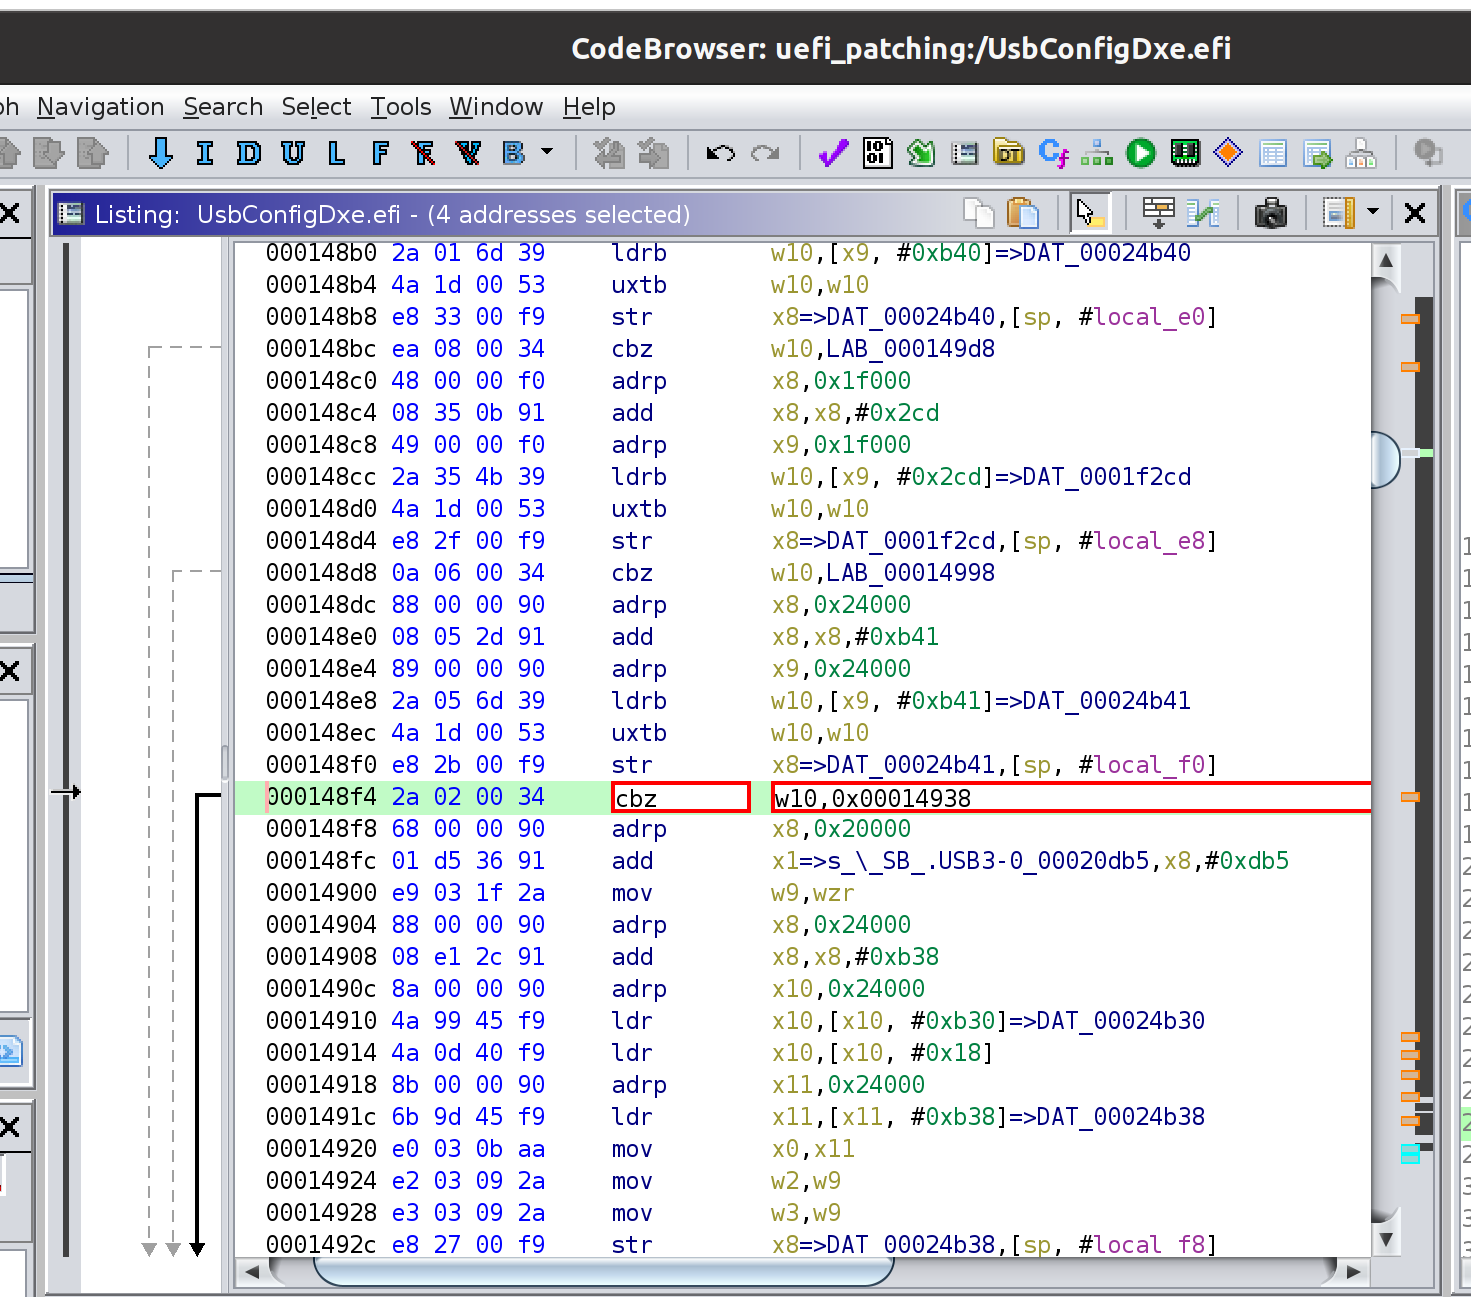 CodeBrowser: uefi_patching:/UsbConfigDxe.efi
ph Navigation Search Select Tools Window Help
I D U L F F V B
Listing: UsbConfigDxe.efi - (4 addresses selected)
000148b0 2a 01 6d 39 ldrb w10,[x9, #0xb40]=>DAT_00024b40
000148b4 4a 1d 00 53 uxtb w10,w10
000148b8 e8 33 00 f9 str x8=>DAT_00024b40,[sp, #local_e0]
000148bc ea 08 00 34 cbz w10,LAB_000149d8
000148c0 48 00 00 f0 adrp x8,0x1f000
000148c4 08 35 0b 91 add x8,x8,#0x2cd
000148c8 49 00 00 f0 adrp x9,0x1f000
000148cc 2a 35 4b 39 ldrb w10,[x9, #0x2cd]=>DAT_0001f2cd
000148d0 4a 1d 00 53 uxtb w10,w10
000148d4 e8 2f 00 f9 str x8=>DAT_0001f2cd,[sp, #local_e8]
000148d8 0a 06 00 34 cbz w10,LAB_00014998
000148dc 88 00 00 90 adrp x8,0x24000
000148e0 08 05 2d 91 add x8,x8,#0xb41
000148e4 89 00 00 90 adrp x9,0x24000
000148e8 2a 05 6d 39 ldrb w10,[x9, #0xb41]=>DAT_00024b41
000148ec 4a 1d 00 53 uxtb w10,w10
000148f0 e8 2b 00 f9 str x8=>DAT_00024b41,[sp, #local_f0]
000148f4 2a 02 00 34 cbz w10,0x00014938
000148f8 68 00 00 90 adrp x8,0x20000
000148fc 01 d5 36 91 add x1=>s_\_SB_.USB3-0_00020db5,x8,#0xdb5
00014900 e9 03 1f 2a mov w9,wzr
00014904 88 00 00 90 adrp x8,0x24000
00014908 08 e1 2c 91 add x8,x8,#0xb38
0001490c 8a 00 00 90 adrp x10,0x24000
00014910 4a 99 45 f9 ldr x10,[x10, #0xb30]=>DAT_00024b30
00014914 4a 0d 40 f9 ldr x10,[x10, #0x18]
00014918 8b 00 00 90 adrp x11,0x24000
0001491c 6b 9d 45 f9 ldr x11,[x11, #0xb38]=>DAT_00024b38
00014920 e0 03 0b aa mov x0,x11
00014924 e2 03 09 2a mov w2,w9
00014928 e3 03 09 2a mov w3,w9
0001492c e8 27 00 f9 str x8=>DAT_00024b38,[sp, #local_f8]